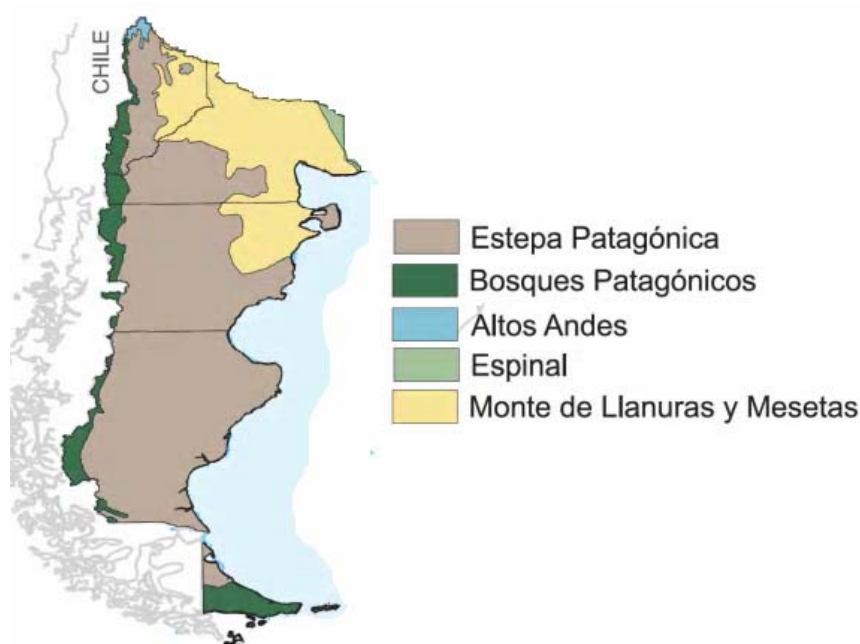 CHILE
Estepa Patagónica
Bosques Patagónicos
Altos Andes
Espinal
Monte de Llanuras y Mesetas